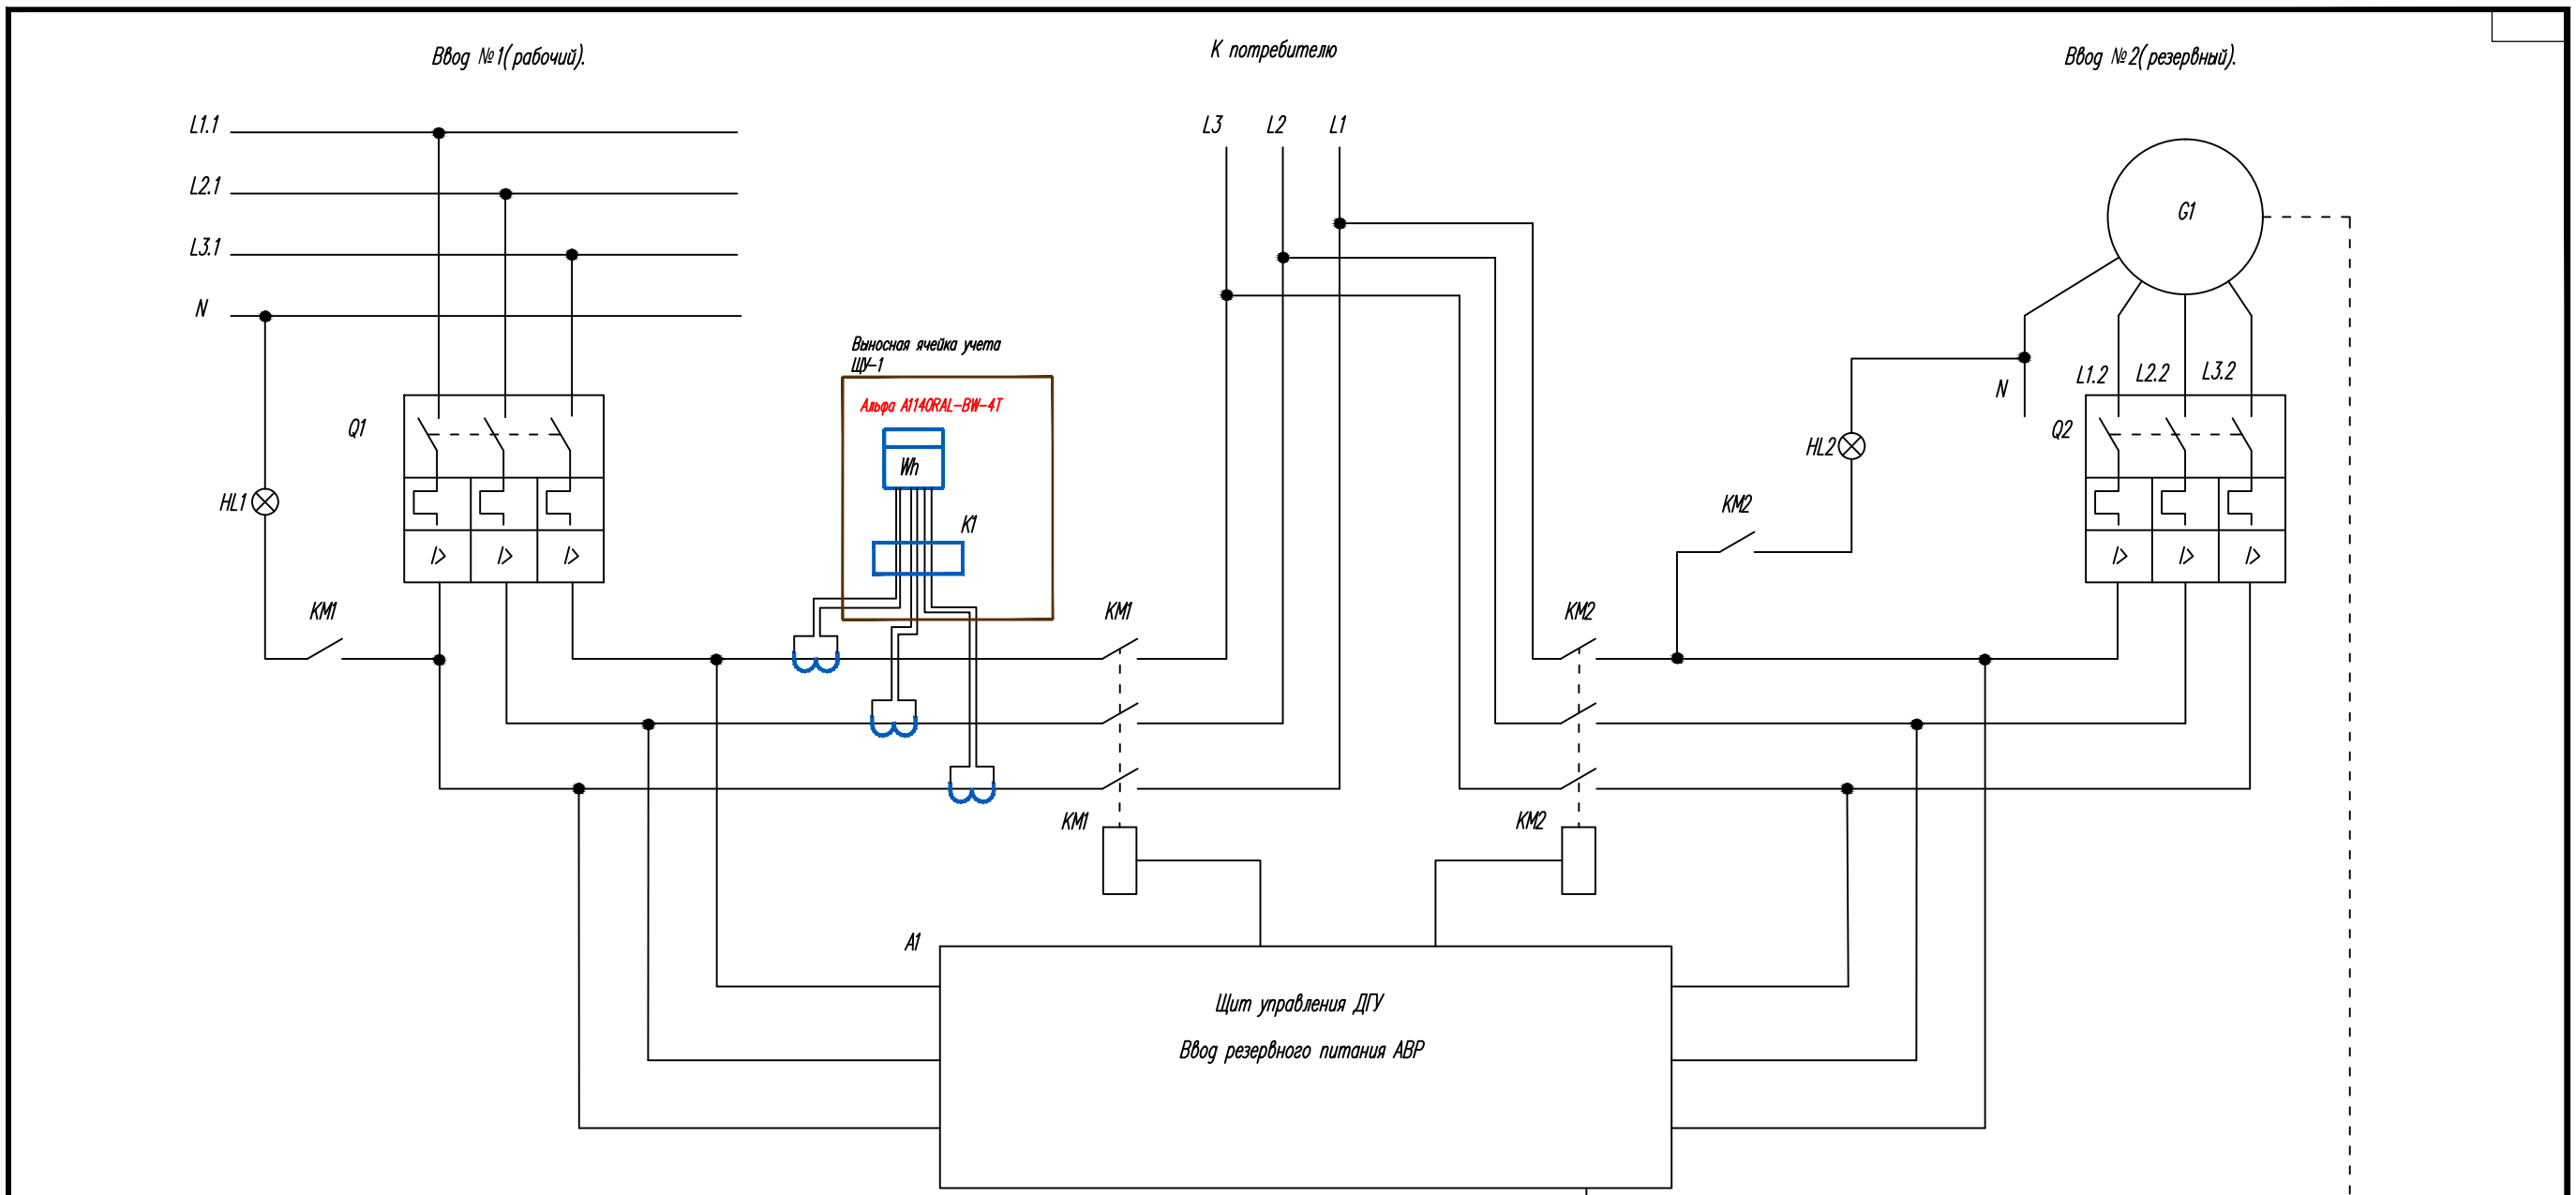 Ввод №1(рабочий).
К потребителю
Ввод №2(резервный).
L1.1
L2.1
L3.1
N
L3
L2
L1
G1
Выносная ячейка учета
ЩУ-1
Альфа А1140RAL-BW-4Т
Wh
K1
Q1
HL1
KM1
I>
I>
I>
KM1
KM2
KM2
HL2
N
L1.2
L2.2
L3.2
Q2
I>
I>
I>
KM1
KM2
A1
Щит управления ДГУ
Ввод резервного питания АВР